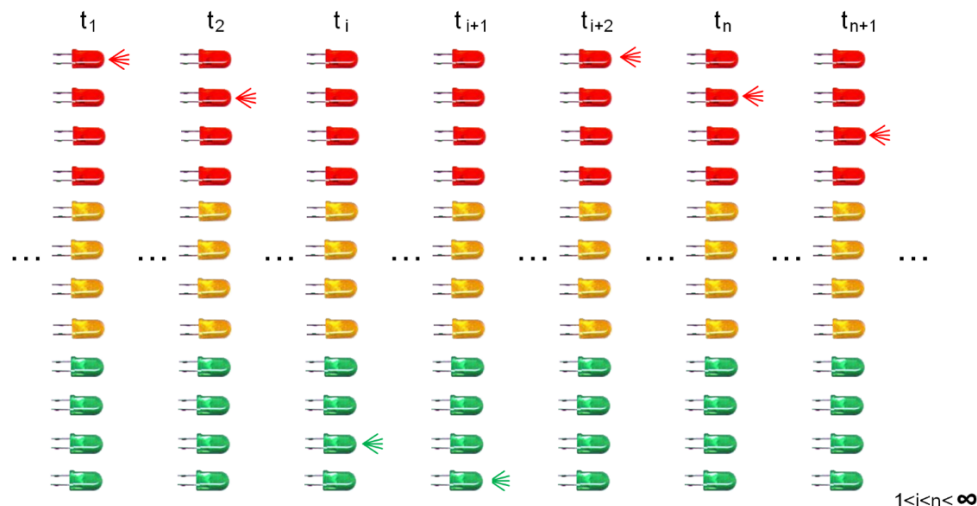 t₁ t₂ tᵢ tᵢ₊₁ tᵢ₊₂ tₙ tₙ₊₁
... ... ... ... ... ... ... ...
1<i<n<∞